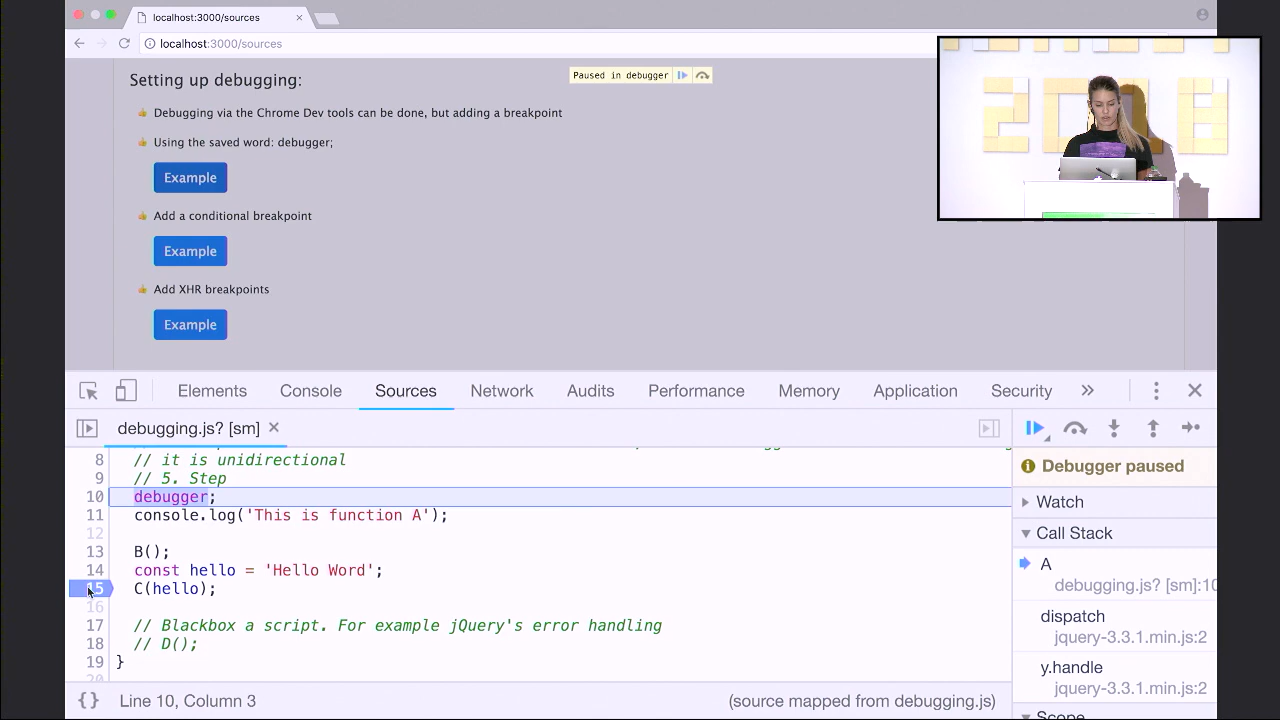 localhost:3000/sources
localhost:3000/sources
Setting up debugging:
Paused in debugger
Debugging via the Chrome Dev tools can be done, but adding a breakpoint
Using the saved word: debugger;
Example
Add a conditional breakpoint
Example
Add XHR breakpoints
Example
2018
Elements Console Sources Network Audits Performance Memory Application Security »
debugging.js? [sm]
8 // it is unidirectional
9 // 5. Step
10 debugger;
11 console.log('This is function A');
12
13 B();
14 const hello = 'Hello Word';
15 C(hello);
16
17 // Blackbox a script. For example jQuery's error handling
18 // D();
19 }
20
{ } Line 10, Column 3 (source mapped from debugging.js)
Debugger paused
Watch
Call Stack
A
debugging.js? [sm]:10
dispatch
jquery-3.3.1.min.js:2
y.handle
jquery-3.3.1.min.js:2
Scope